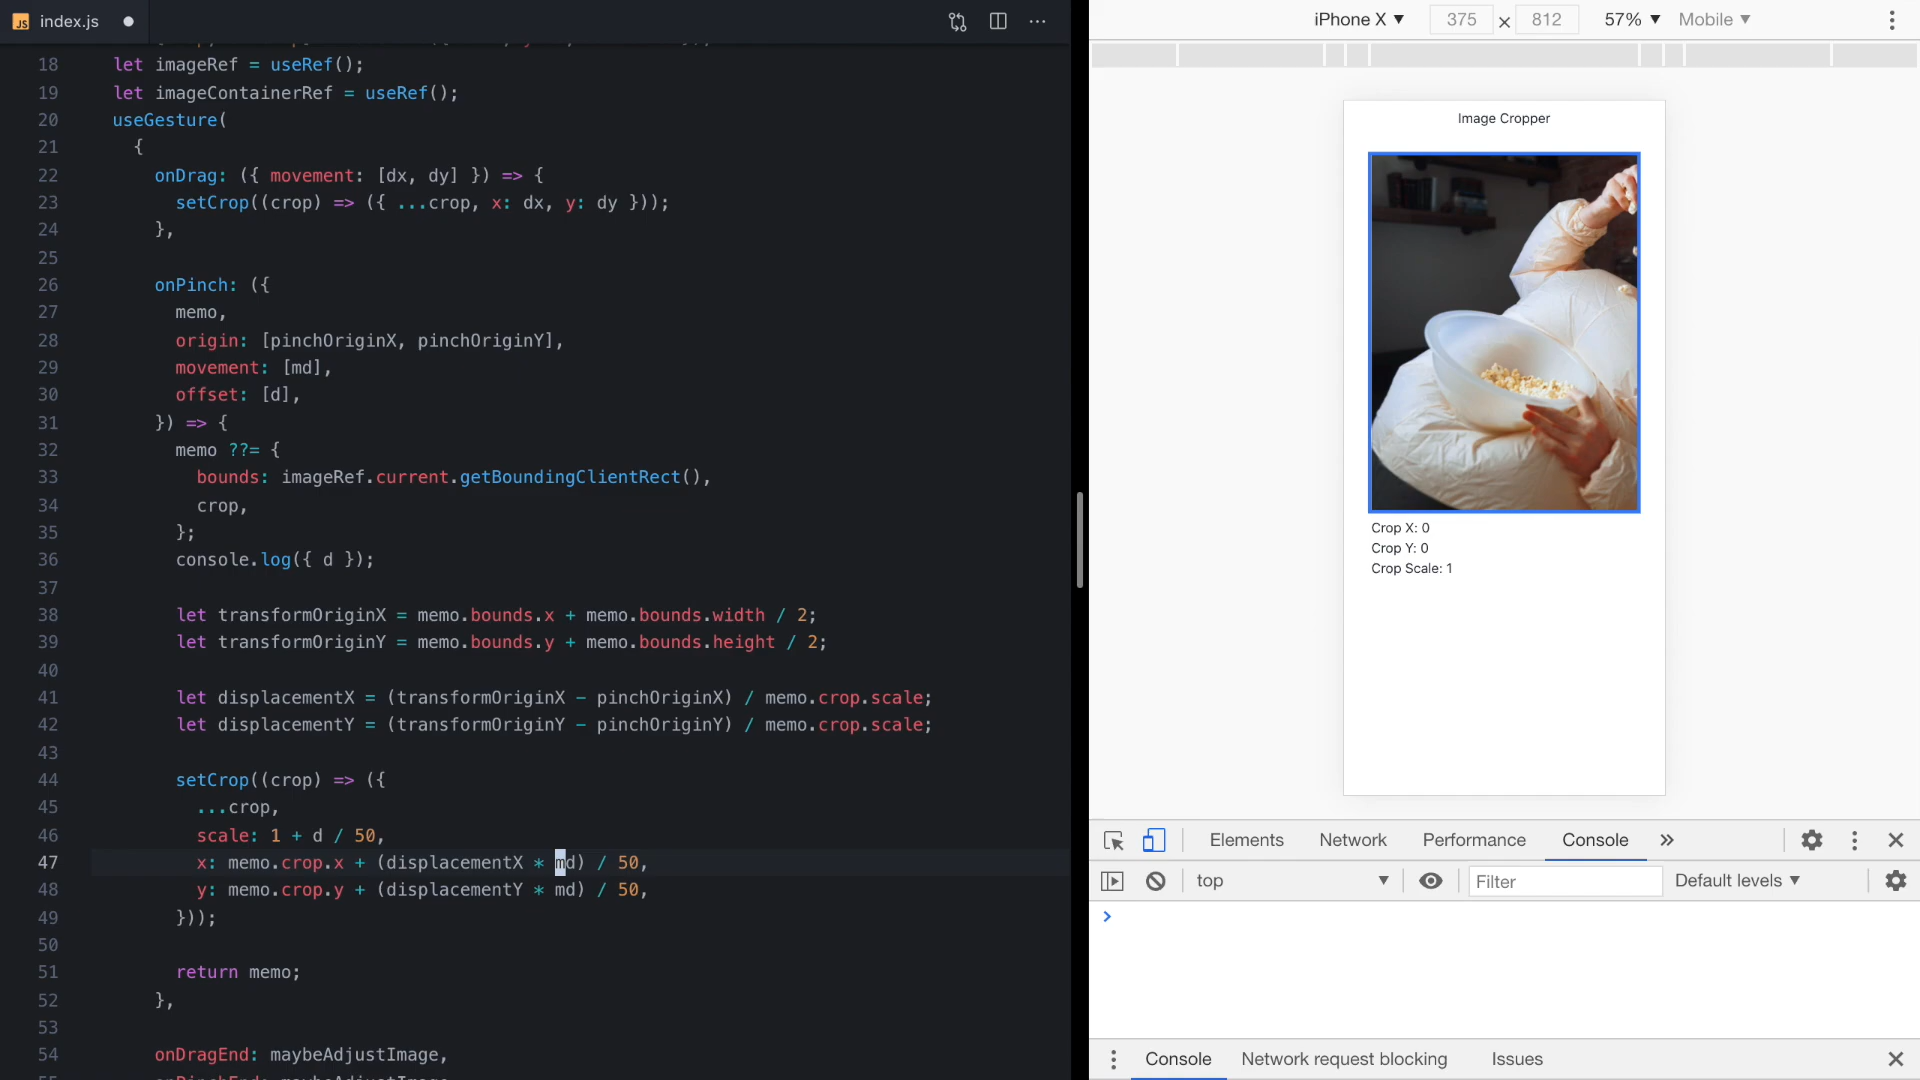 JS index.js
18 let imageRef = useRef();
19 let imageContainerRef = useRef();
20 useGesture(
21 {
22 onDrag: ({ movement: [dx, dy] }) => {
23 setCrop((crop) => ({ ...crop, x: dx, y: dy }));
24 },
25
26 onPinch: ({
27 memo,
28 origin: [pinchOriginX, pinchOriginY],
29 movement: [md],
30 offset: [d],
31 }) => {
32 memo ??= {
33 bounds: imageRef.current.getBoundingClientRect(),
34 crop,
35 };
36 console.log({ d });
37
38 let transformOriginX = memo.bounds.x + memo.bounds.width / 2;
39 let transformOriginY = memo.bounds.y + memo.bounds.height / 2;
40
41 let displacementX = (transformOriginX - pinchOriginX) / memo.crop.scale;
42 let displacementY = (transformOriginY - pinchOriginY) / memo.crop.scale;
43
44 setCrop((crop) => ({
45 ...crop,
46 scale: 1 + d / 50,
47 x: memo.crop.x + (displacementX * md) / 50,
48 y: memo.crop.y + (displacementY * md) / 50,
49 }));
50
51 return memo;
52 },
53
54 onDragEnd: maybeAdjustImage,
iPhone X ▼ 375 × 812 57% ▼ Mobile ▼
Image Cropper
Crop X: 0
Crop Y: 0
Crop Scale: 1
Elements Network Performance Console »
top ▼ Filter Default levels ▼
>
Console Network request blocking Issues